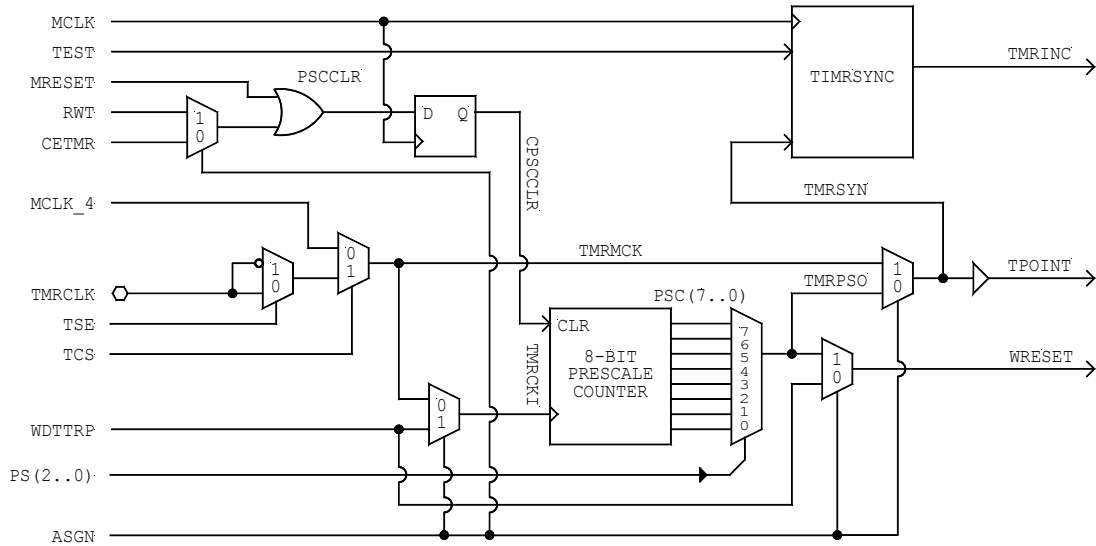 MCLK
TEST
TMRINC
MRESET
PSCCLR
TIMRSYNC
RWT
1
D Q
0
CETMR
CPSCCLR
TMRSYN
MCLK_4
0
TMRMCK
1
1
0
1
TPOINT
TMRPSO
0
TMRCLK
PSC(7..0)
TSE
CLR
7
TCS
TMRCKI
8-BIT
PRESCALE
COUNTER
6
5
4
3
2
1
0
1
0
WRESET
0
1
WDTTRP
PS(2..0)
ASGN